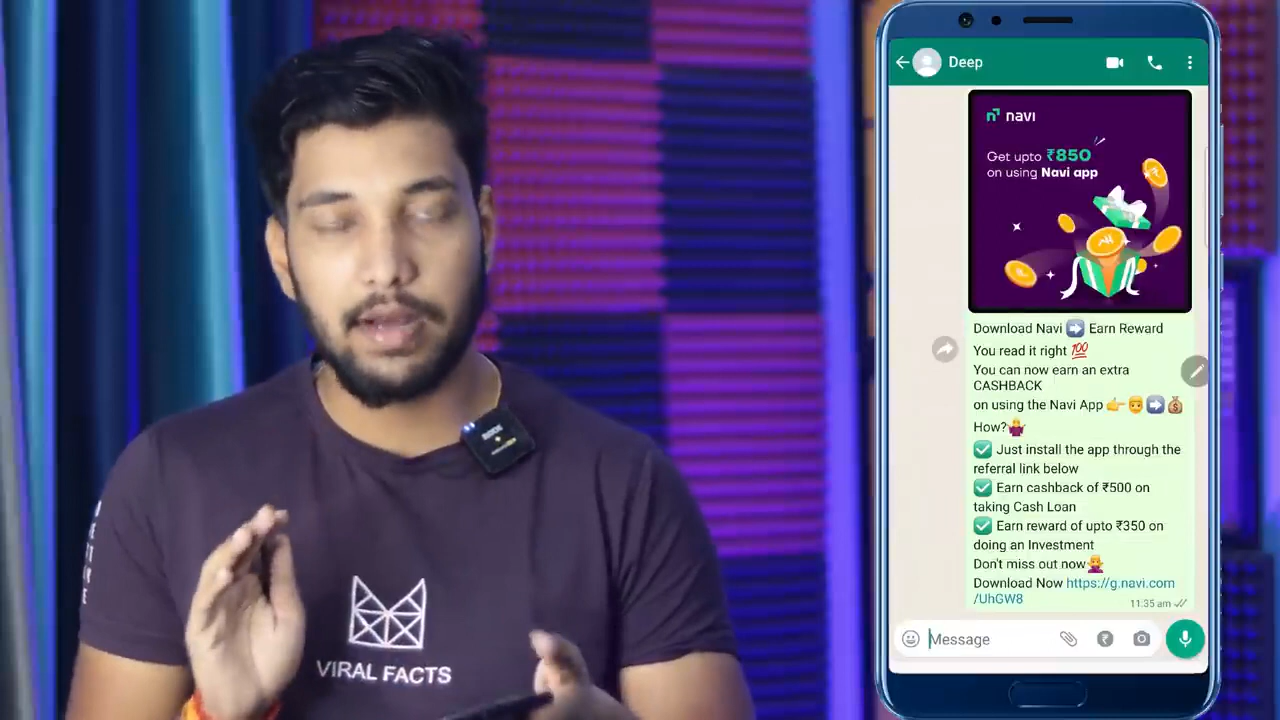 Deep
navi
Get upto ₹850
on using Navi app
Download Navi ➡️ Earn Reward
You read it right 💯
You can now earn an extra
CASHBACK
on using the Navi App 👉👨➡️💰
How?🤷‍♀️
✅ Just install the app through the
referral link below
✅ Earn cashback of ₹500 on
taking Cash Loan
✅ Earn reward of upto ₹350 on
doing an Investment
Don't miss out now🙅‍♀️
Download Now https://g.navi.com
/UhGW8
11:35 am
Message
VIRAL FACTS